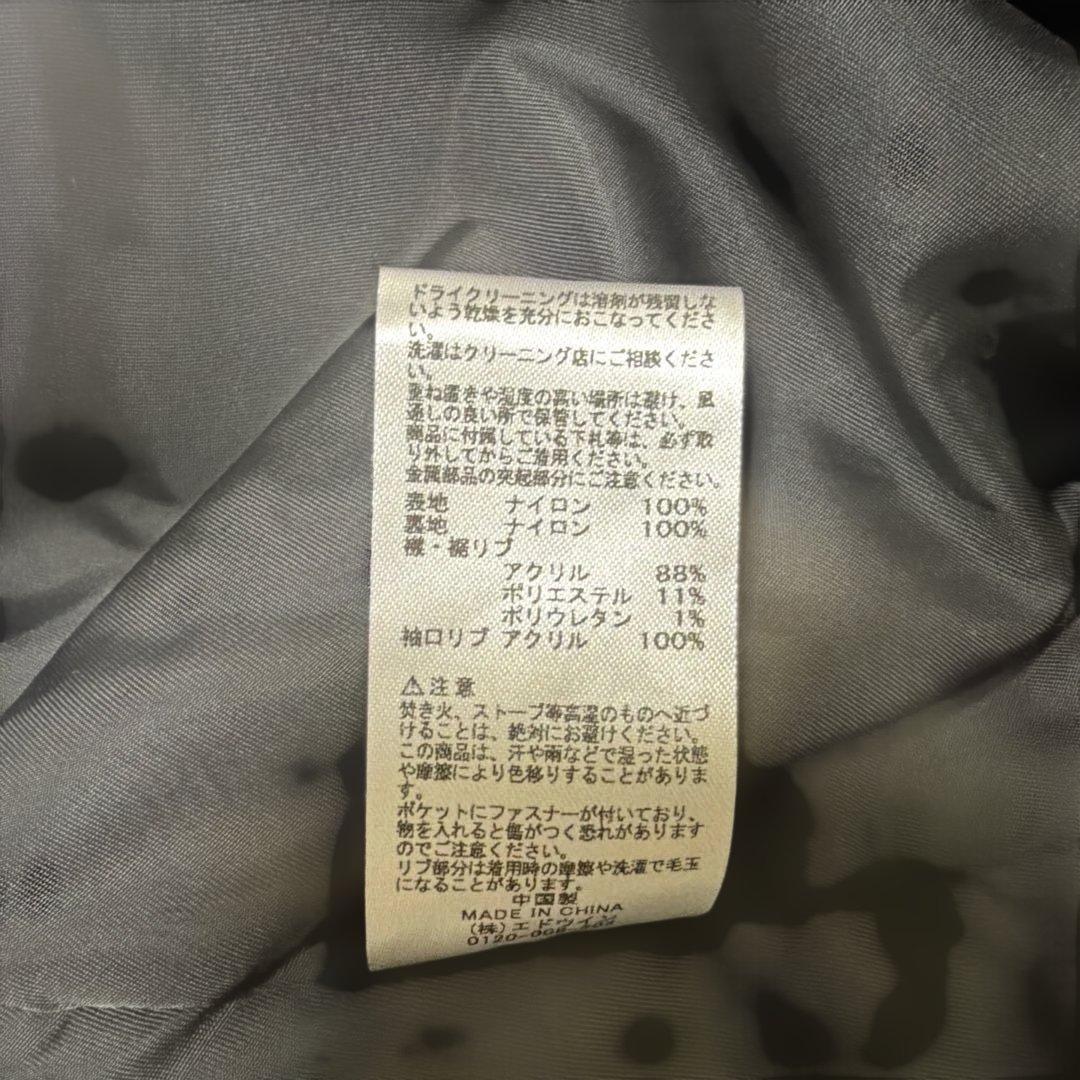 ドライクリーニングは溶剤が残留しな
いよう乾燥を充分におこなってくださ
い。
洗濯はクリーニング店にご相談くださ
い。
重ね置きや湿度の高い場所は避け、風
通しの良い所で保管してください。
商品に付属している下札等は、必ず取
り外してからご着用ください。
金属部品の突起部分にご注意ください。
表地 ナイロン 100%
裏地 ナイロン 100%
襟・裾リブ
アクリル 88%
ポリエステル 11%
ポリウレタン 1%
袖口リブ アクリル 100%
⚠注意
焚き火、ストーブ等高温のものへ近づ
けることは、絶対にお避けください。
この商品は、汗や雨などで湿った状態
や摩擦により色移りすることがありま
す。
ポケットにファスナーが付いており、
物を入れると傷がつく恐れがあります
のでご注意ください。
リブ部分は着用時の摩擦や洗濯で毛玉
になることがあります。
中国製
MADE IN CHINA
(株)エドウイン
0120-008-